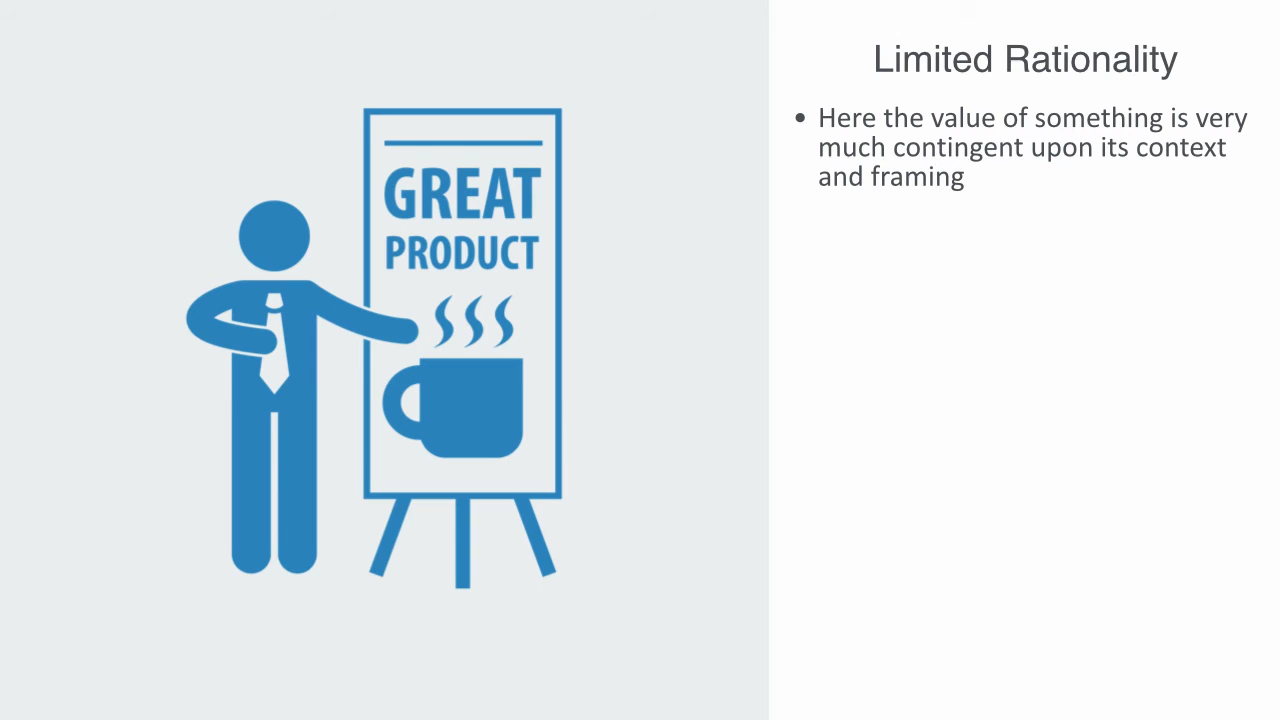 GREAT
PRODUCT
Limited Rationality
• Here the value of something is very
much contingent upon its context
and framing